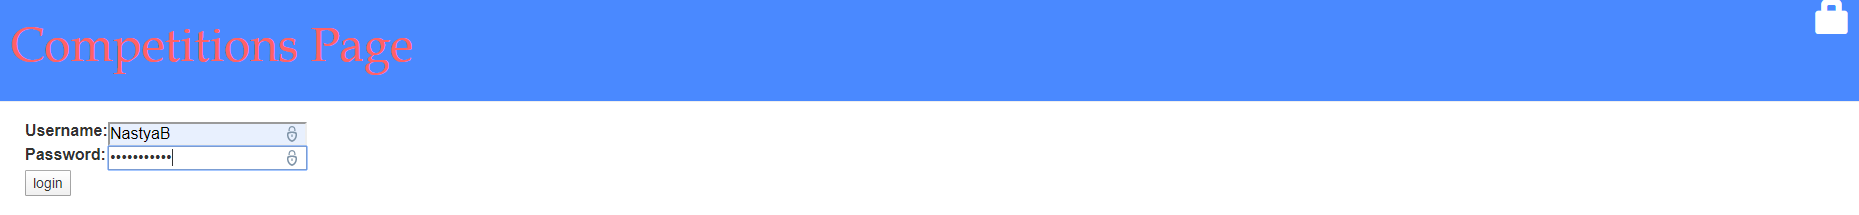 Competitions Page
Username: NastyaB
Password: •••••••••••
login